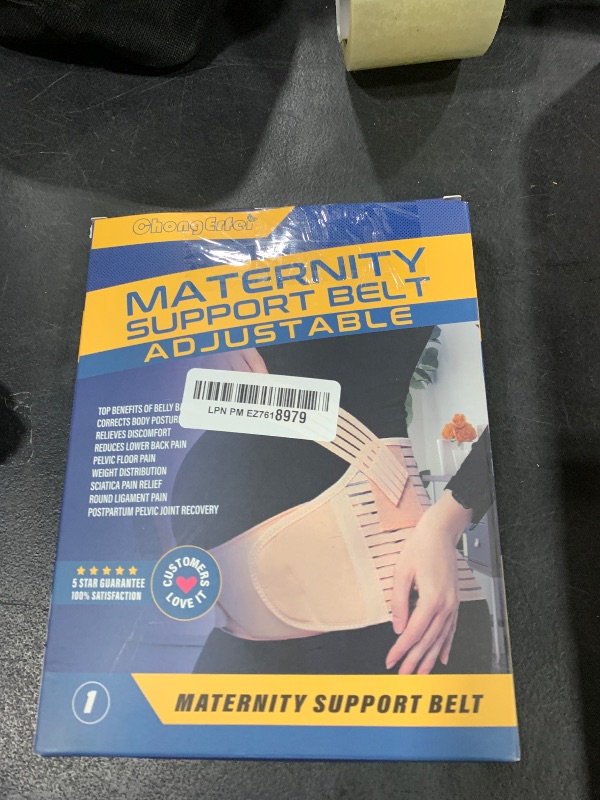 ChongErfei
MATERNITY
SUPPORT BELT
ADJUSTABLE
LPN PM EZ7618979
TOP BENEFITS OF BELLY
CORRECTS BODY POSTURE
RELIEVES DISCOMFORT
REDUCES LOWER BACK PAIN
PELVIC FLOOR PAIN
WEIGHT DISTRIBUTION
SCIATICA PAIN RELIEF
ROUND LIGAMENT PAIN
POSTPARTUM PELVIC JOINT RECOVERY
5 STAR GUARANTEE
100% SATISFACTION
CUSTOMERS
LOVE IT
1
MATERNITY SUPPORT BELT